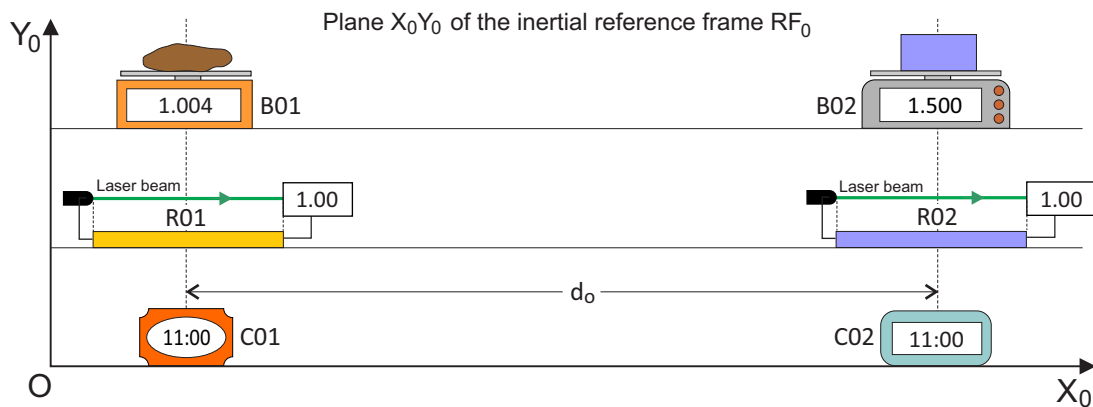 Plane X₀Y₀ of the inertial reference frame RF₀
Y₀
1.004
B01
B02
1.500
Laser beam
1.00
R01
Laser beam
1.00
R02
dₒ
11:00
C01
C02
11:00
O
X₀